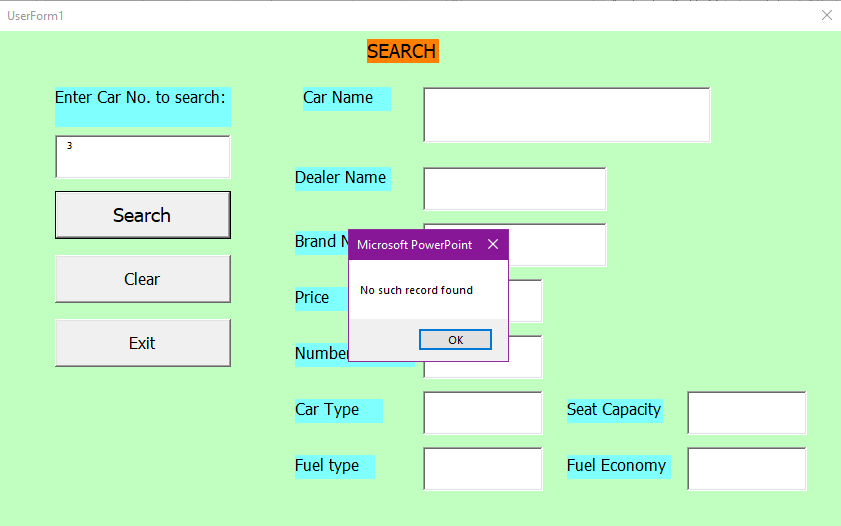 UserForm1
SEARCH
Enter Car No. to search:
3
Search
Clear
Exit
Car Name
Dealer Name
Brand N
Price
Number
Car Type
Seat Capacity
Fuel type
Fuel Economy
Microsoft PowerPoint
No such record found
OK